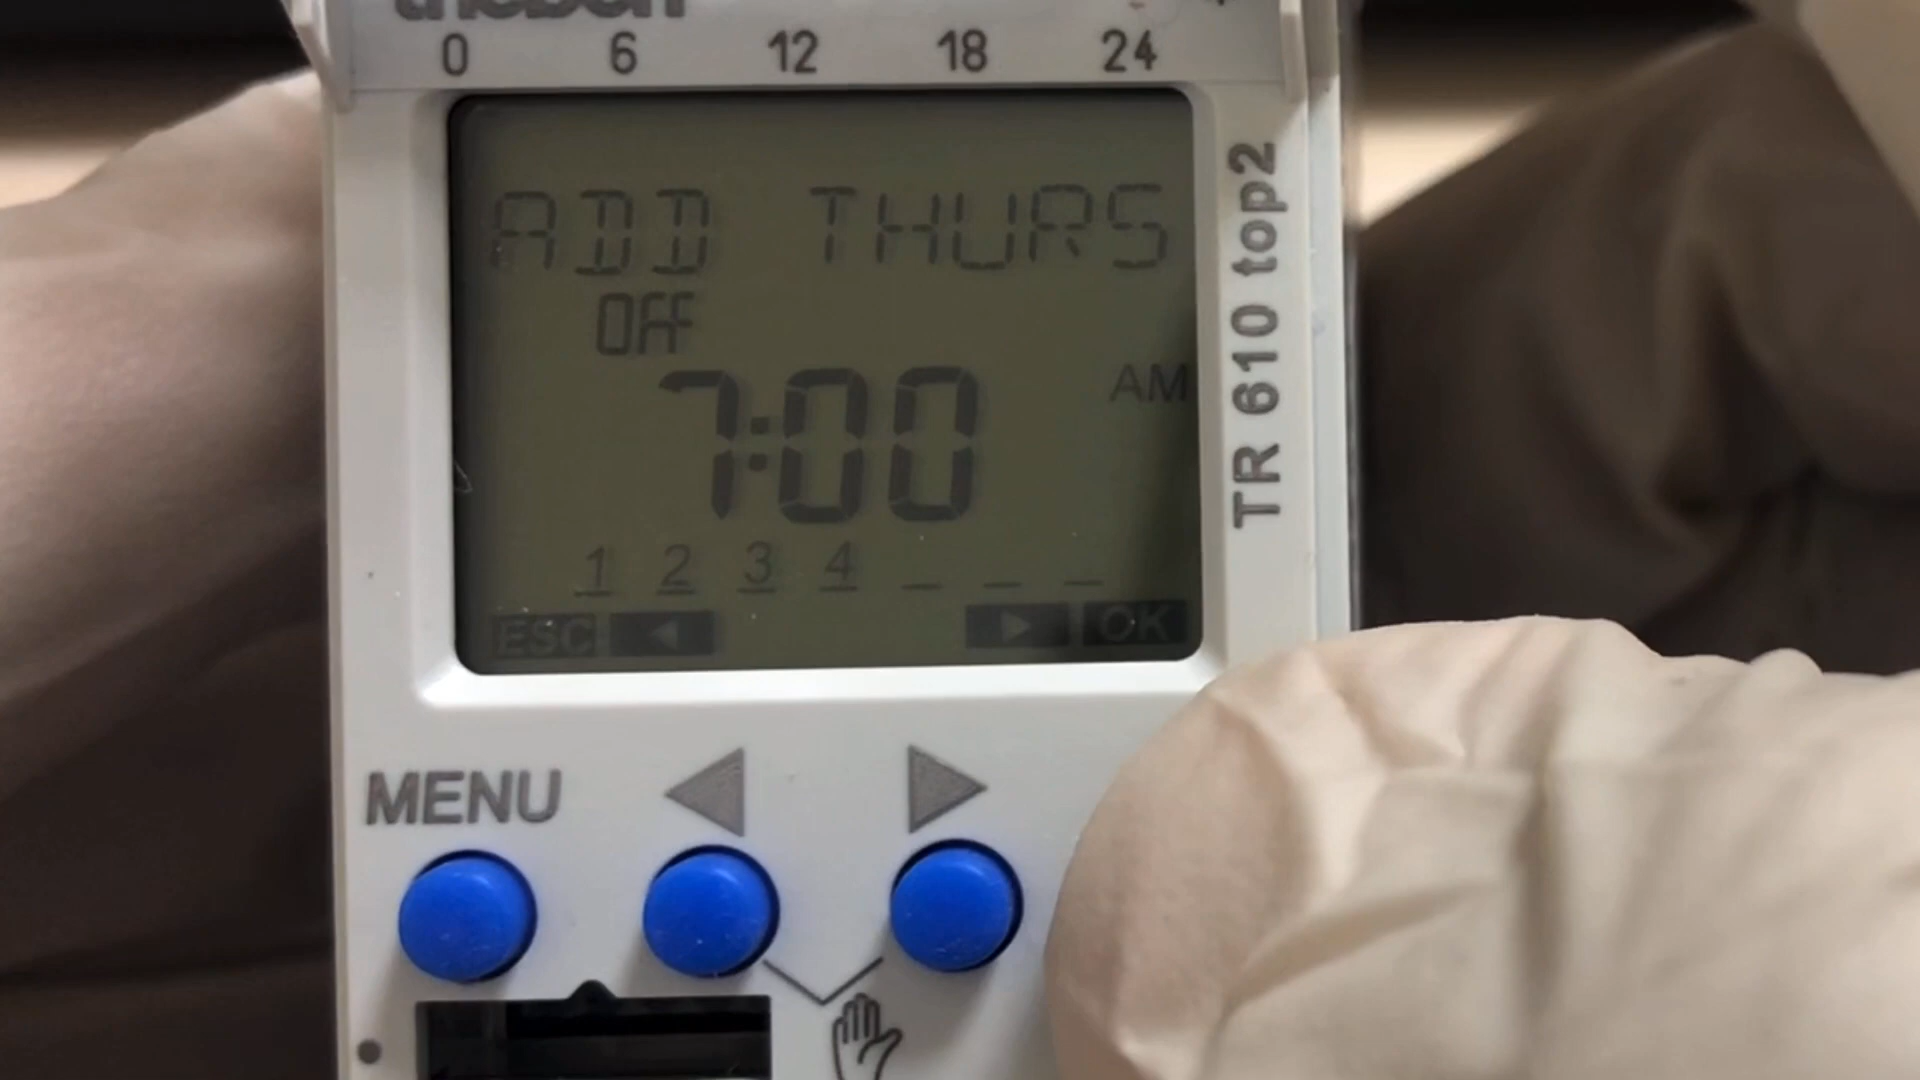 theben
0 6 12 18 24
ADD THURS
OFF
7:00 AM
1 2 3 4 _ _ _
ESC ◄ ► OK
TR 610 top2
MENU